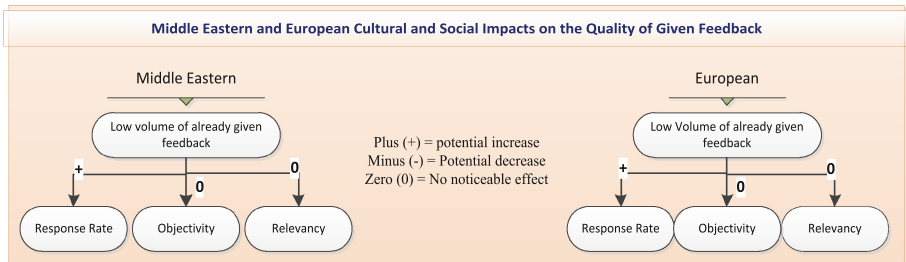 Middle Eastern and European Cultural and Social Impacts on the Quality of Given Feedback
Middle Eastern
Low volume of already given
feedback
+
0
0
Response Rate
Objectivity
Relevancy
Plus (+) = potential increase
Minus (-) = Potential decrease
Zero (0) = No noticeable effect
European
Low Volume of already given
feedback
+
0
0
Response Rate
Objectivity
Relevancy